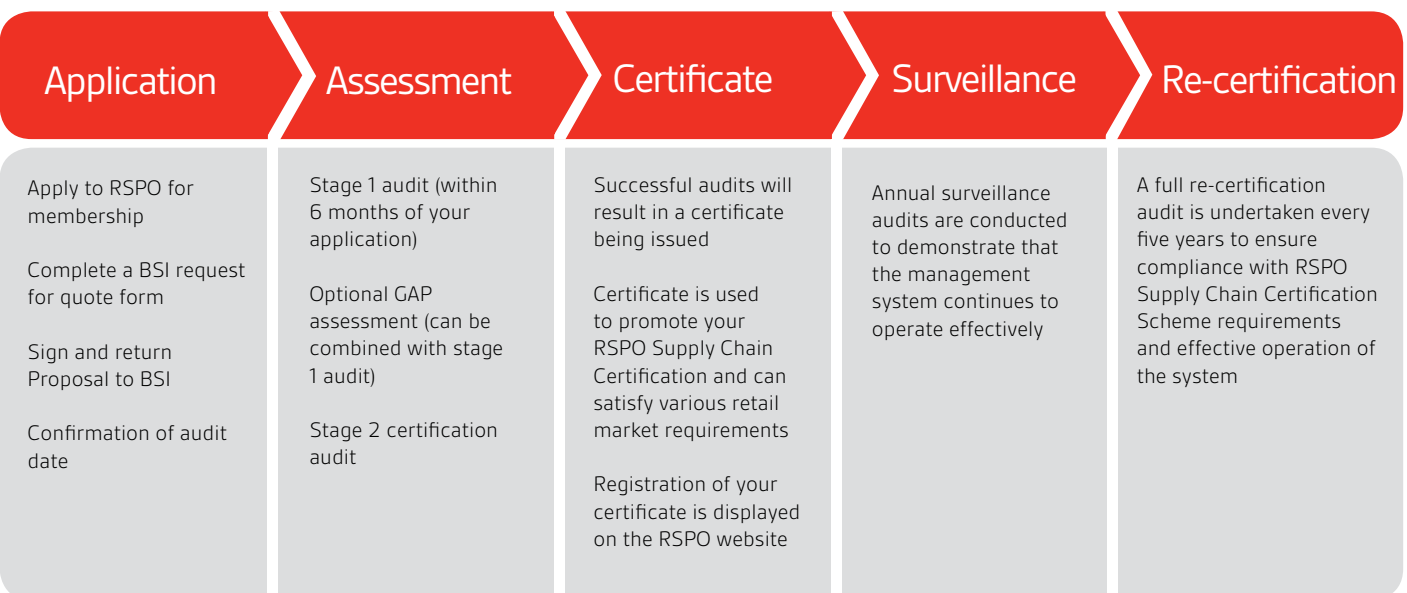 Application
Assessment
Certificate
Surveillance
Re-certification
Apply to RSPO for
membership
Complete a BSI request
for quote form
Sign and return
Proposal to BSI
Confirmation of audit
date
Stage 1 audit (within
6 months of your
application)
Optional GAP
assessment (can be
combined with stage
1 audit)
Stage 2 certification
audit
Successful audits will
result in a certificate
being issued
Certificate is used
to promote your
RSPO Supply Chain
Certification and can
satisfy various retail
market requirements
Registration of your
certificate is displayed
on the RSPO website
Annual surveillance
audits are conducted
to demonstrate that
the management
system continues to
operate effectively
A full re-certification
audit is undertaken every
five years to ensure
compliance with RSPO
Supply Chain Certification
Scheme requirements
and effective operation of
the system